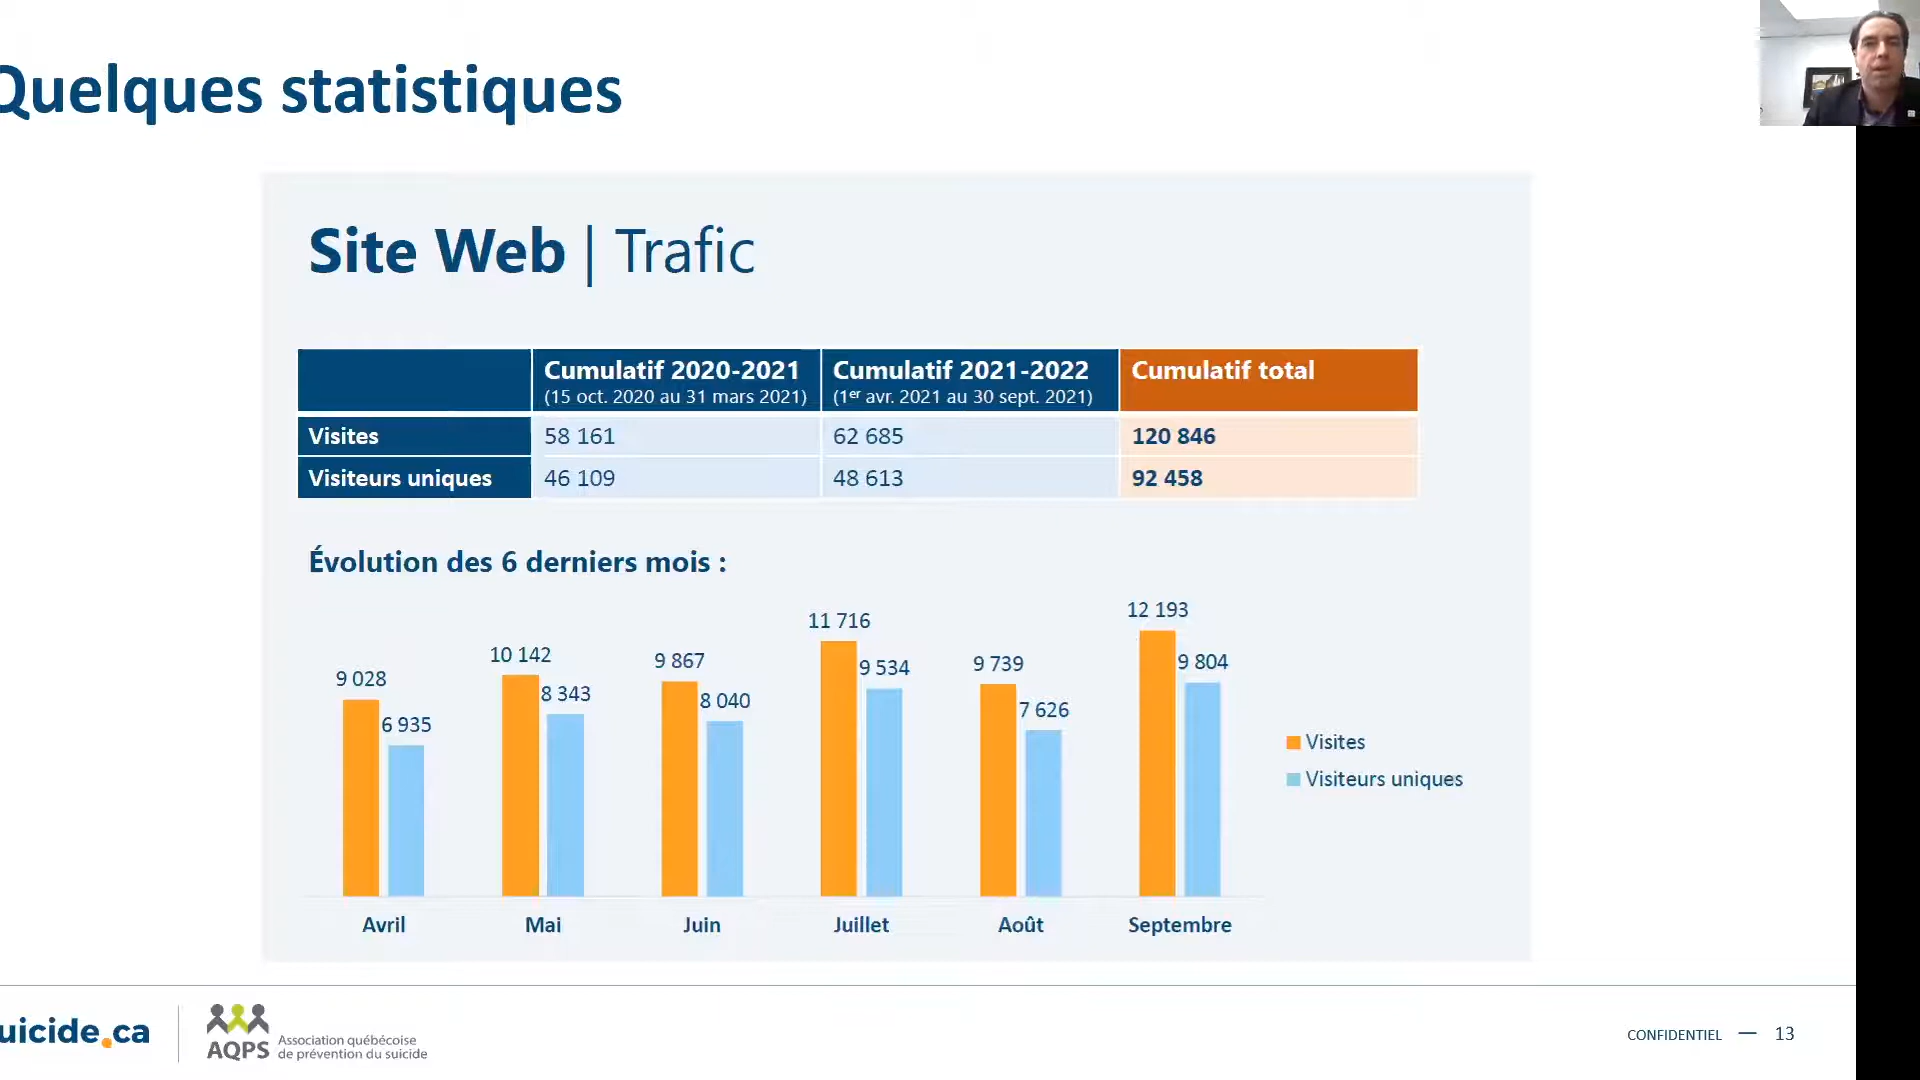 Quelques statistiques
Site Web | Trafic
Cumulatif 2020-2021 Cumulatif 2021-2022 Cumulatif total
(15 oct. 2020 au 31 mars 2021) (1er avr. 2021 au 30 sept. 2021)
Visites 58 161 62 685 120 846
Visiteurs uniques 46 109 48 613 92 458
Évolution des 6 derniers mois :
9 028 6 935 10 142 8 343 9 867 8 040 11 716 9 534 9 739 7 626 12 193 9 804
Visites
Visiteurs uniques
Avril Mai Juin Juillet Août Septembre
uicide.ca
AQPS
Association québécoise
de prévention du suicide
CONFIDENTIEL — 13